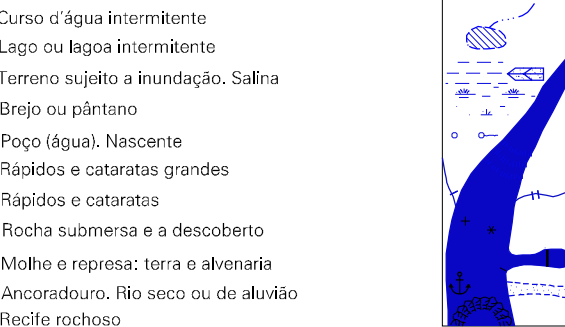 Curso d'água intermitente
Lago ou lagoa intermitente
Terreno sujeito a inundação. Salina
Brejo ou pântano
Poço (água). Nascente
Rápidos e cataratas grandes
Rápidos e cataratas
Rocha submersa e a descoberto
Molhe e represa: terra e alvenaria
Ancoradouro. Rio seco ou de aluvião
Recife rochoso